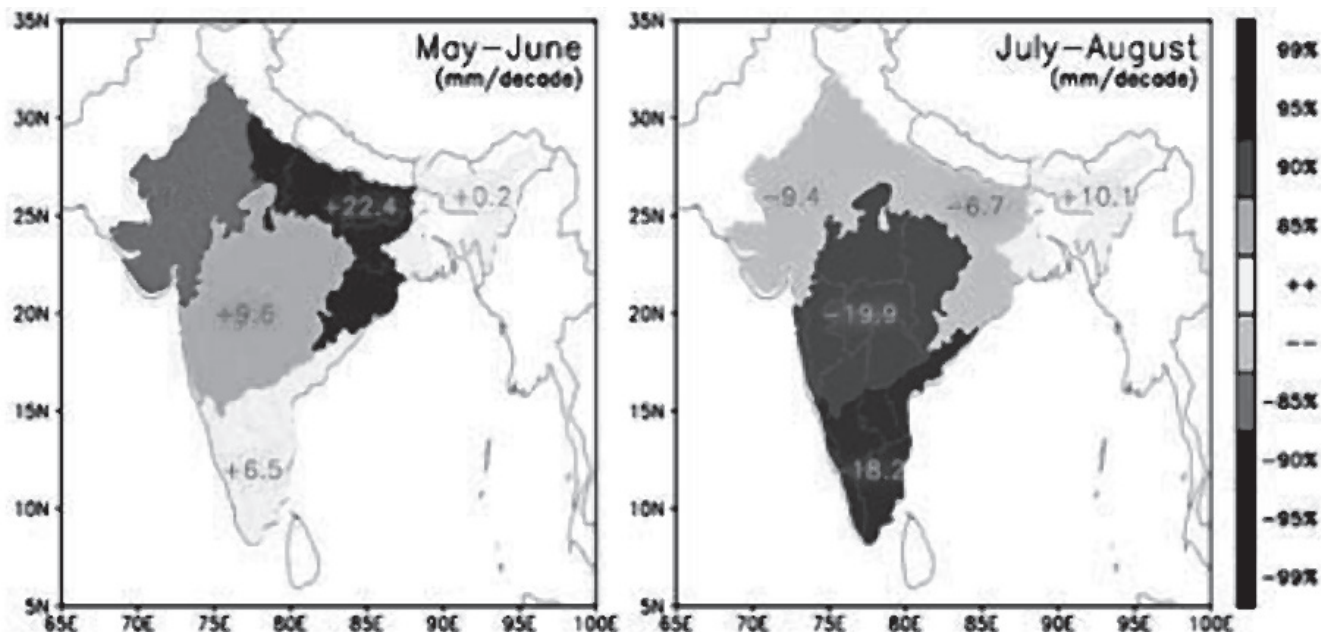 35N
30N
25N
20N
15N
10N
5N
65E 70E 75E 80E 85E 90E 95E 100E
May-June
(mm/decade)
+22.4
+0.2
+9.6
+6.5
35N
30N
25N
20N
15N
10N
5N
65E 70E 75E 80E 85E 90E 95E 100E
July-August
(mm/decade)
-9.4
-6.7
+10.1
-19.9
18.2
99%
95%
90%
85%
++
--
-85%
-90%
-95%
-99%